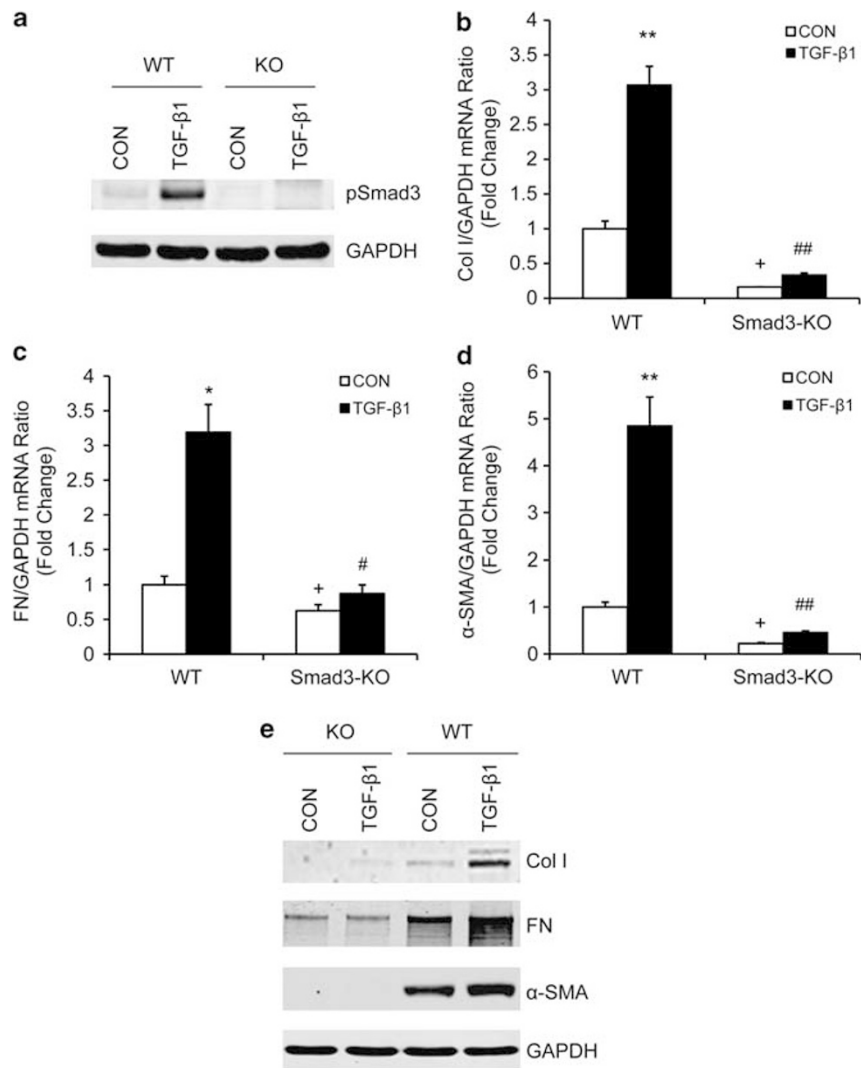 a
WT
KO
CON
TGF-β1
CON
TGF-β1
pSmad3
GAPDH
b
Col I/GAPDH mRNA Ratio
(Fold Change)
4
3.5
3
2.5
2
1.5
1
0.5
0
CON
TGF-β1
**
+
##
WT
Smad3-KO
c
FN/GAPDH mRNA Ratio
(Fold Change)
4
3.5
3
2.5
2
1.5
1
0.5
0
CON
TGF-β1
*
+
#
WT
Smad3-KO
d
α-SMA/GAPDH mRNA Ratio
(Fold Change)
6
5
4
3
2
1
0
CON
TGF-β1
**
+
##
WT
Smad3-KO
e
KO
WT
CON
TGF-β1
CON
TGF-β1
Col I
FN
α-SMA
GAPDH